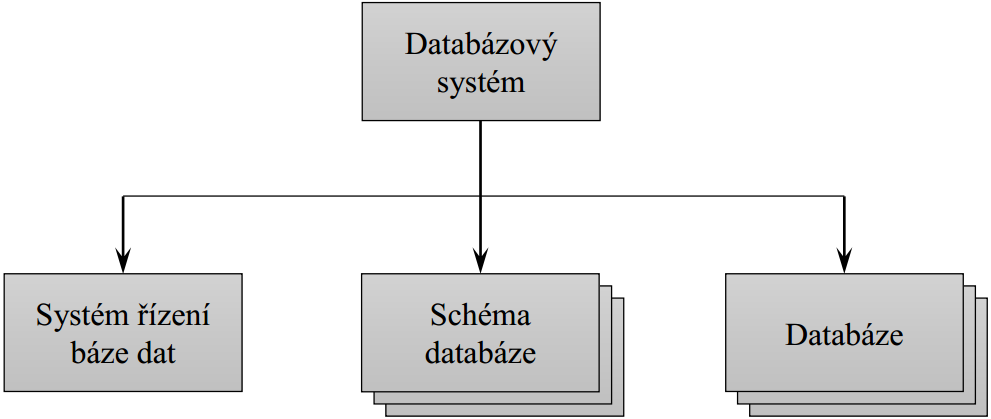 Databázový
systém
Systém řízení
báze dat
Schéma
databáze
Databáze